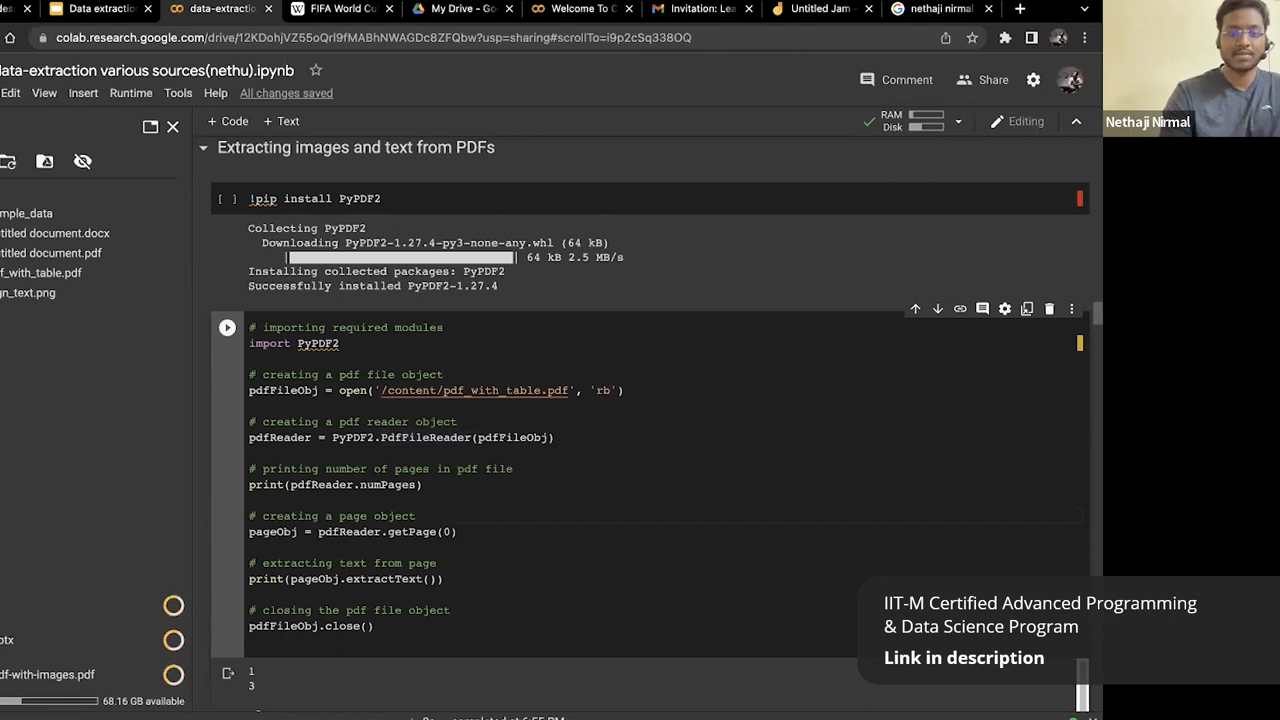 des:
Data extraction
data-extractio
FIFA World Cu
My Drive - Go
Welcome To C
Invitation: Lea
Untitled Jam -
nethaji nirmal
colab.research.google.com/drive/12KDohjVZ55oQrl9fMABhNWAGDc8ZFQbw?usp=sharing#scrollTo=i9p2cSq338OQ
data-extraction various sources(nethu).ipynb
Comment
Share
Edit View Insert Runtime Tools Help All changes saved
+ Code + Text
RAM
Disk
Editing
Nethaji Nirmal
Extracting images and text from PDFs
[ ] !pip install PyPDF2
Collecting PyPDF2
Downloading PyPDF2-1.27.4-py3-none-any.whl (64 kB)
64 kB 2.5 MB/s
Installing collected packages: PyPDF2
Successfully installed PyPDF2-1.27.4
mple_data
ntitled document.docx
ntitled document.pdf
f_with_table.pdf
gn_text.png
# importing required modules
import PyPDF2
# creating a pdf file object
pdfFileObj = open('/content/pdf_with_table.pdf', 'rb')
# creating a pdf reader object
pdfReader = PyPDF2.PdfFileReader(pdfFileObj)
# printing number of pages in pdf file
print(pdfReader.numPages)
# creating a page object
pageObj = pdfReader.getPage(0)
# extracting text from page
print(pageObj.extractText())
# closing the pdf file object
pdfFileObj.close()
1
3
ptx
df-with-images.pdf
68.16 GB available
IIT-M Certified Advanced Programming
& Data Science Program
Link in description